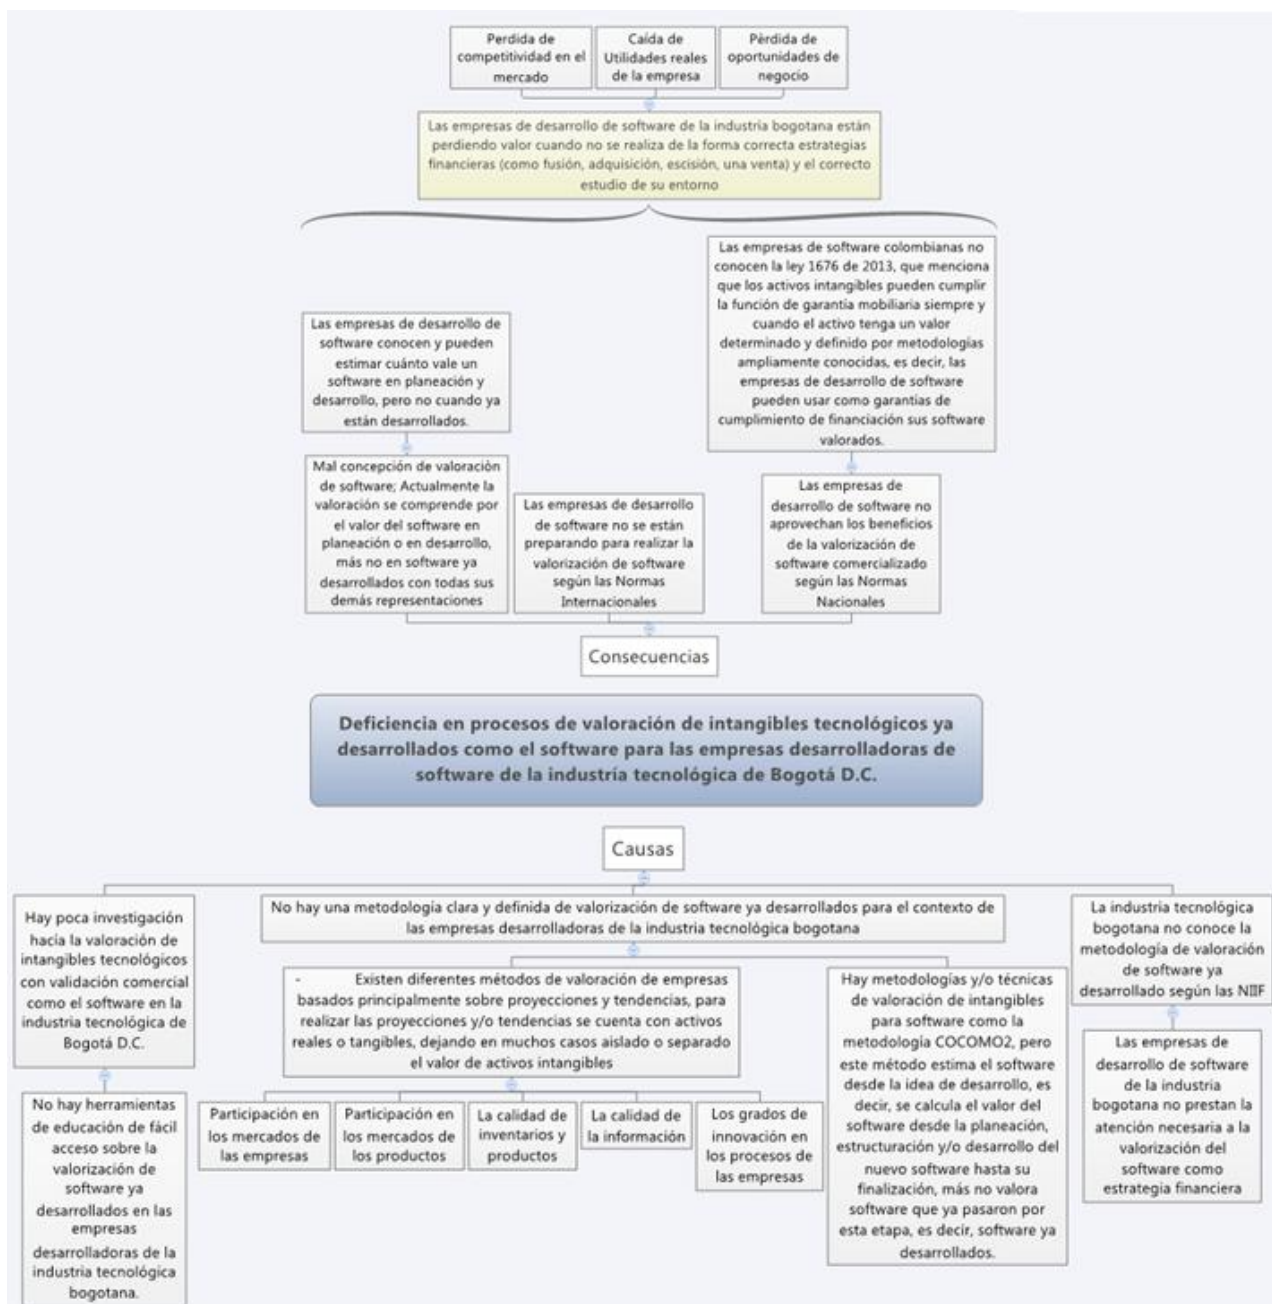 Perdida de
competitividad en el
mercado
Caída de
Utilidades reales
de la empresa
Pérdida de
oportunidades de
negocio
Las empresas de desarrollo de software de la industria bogotana están
perdiendo valor cuando no se realiza de la forma correcta estrategias
financieras (como fusión, adquisición, escisión, una venta) y el correcto
estudio de su entorno
Las empresas de desarrollo de
software conocen y pueden
estimar cuánto vale un
software en planeación y
desarrollo, pero no cuando ya
están desarrollados.
Las empresas de software colombianas no
conocen la ley 1676 de 2013, que menciona
que los activos intangibles pueden cumplir
la función de garantía mobiliaria siempre y
cuando el activo tenga un valor
determinado y definido por metodologías
ampliamente conocidas, es decir, las
empresas de desarrollo de software
pueden usar como garantías de
cumplimiento de financiación sus software
valorados.
Mal concepción de valoración
de software; Actualmente la
valoración se comprende por
el valor del software en
planeación o en desarrollo,
más no en software ya
desarrollados con todas sus
demás representaciones
Las empresas de desarrollo
de software no se están
preparando para realizar la
valorización de software
según las Normas
Internacionales
Las empresas de
desarrollo de software no
aprovechan los beneficios
de la valorización de
software comercializado
según las Normas
Nacionales
Consecuencias
Deficiencia en procesos de valoración de intangibles tecnológicos ya
desarrollados como el software para las empresas desarrolladoras de
software de la industria tecnológica de Bogotá D.C.
Causas
Hay poca investigación
hacia la valoración de
intangibles tecnológicos
con validación comercial
como el software en la
industria tecnológica de
Bogotá D.C.
No hay herramientas
de educación de fácil
acceso sobre la
valorización de
software ya
desarrollados en las
empresas
desarrolladoras de la
industria tecnológica
bogotana.
No hay una metodología clara y definida de valorización de software ya desarrollados para el contexto de
las empresas desarrolladoras de la industria tecnológica bogotana
- Existen diferentes métodos de valoración de empresas
basados principalmente sobre proyecciones y tendencias, para
realizar las proyecciones y/o tendencias se cuenta con activos
reales o tangibles, dejando en muchos casos aislado o separado
el valor de activos intangibles
Participación en
los mercados de
las empresas
Participación en
los mercados de
los productos
La calidad de
inventarios y
productos
La calidad de
la información
Los grados de
innovación en
los procesos de
las empresas
Hay metodologías y/o técnicas
de valoración de intangibles
para software como la
metodología COCOMO2, pero
este método estima el software
desde la idea de desarrollo, es
decir, se calcula el valor del
software desde la planeación,
estructuración y/o desarrollo del
nuevo software hasta su
finalización, más no valora
software que ya pasaron por
esta etapa, es decir, software ya
desarrollados.
La industria tecnológica
bogotana no conoce la
metodología de valoración
de software ya
desarrollado según las NIIF
Las empresas de
desarrollo de software
de la industria
bogotana no prestan la
atención necesaria a la
valorización del
software como
estrategia financiera